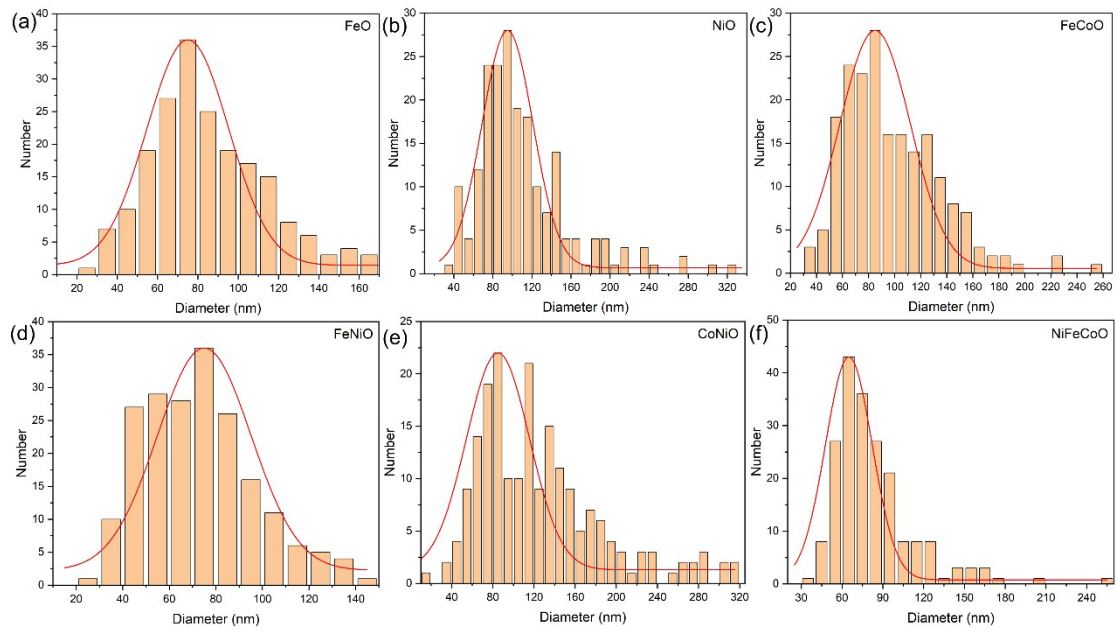 (a)
FeO
40
35
30
25
20
15
10
5
0
Number
20 40 60 80 100 120 140 160
Diameter (nm)
(b)
NiO
30
25
20
15
10
5
0
Number
40 80 120 160 200 240 280 320
Diameter (nm)
(c)
FeCoO
30
25
20
15
10
5
0
Number
20 40 60 80 100 120 140 160 180 200 220 240 260
Diameter (nm)
(d)
FeNiO
40
35
30
25
20
15
10
5
0
Number
20 40 60 80 100 120 140
Diameter (nm)
(e)
CoNiO
25
20
15
10
5
0
Number
40 80 120 160 200 240 280 320
Diameter (nm)
(f)
NiFeCoO
50
40
30
20
10
0
Number
30 60 90 120 150 180 210 240
Diameter (nm)